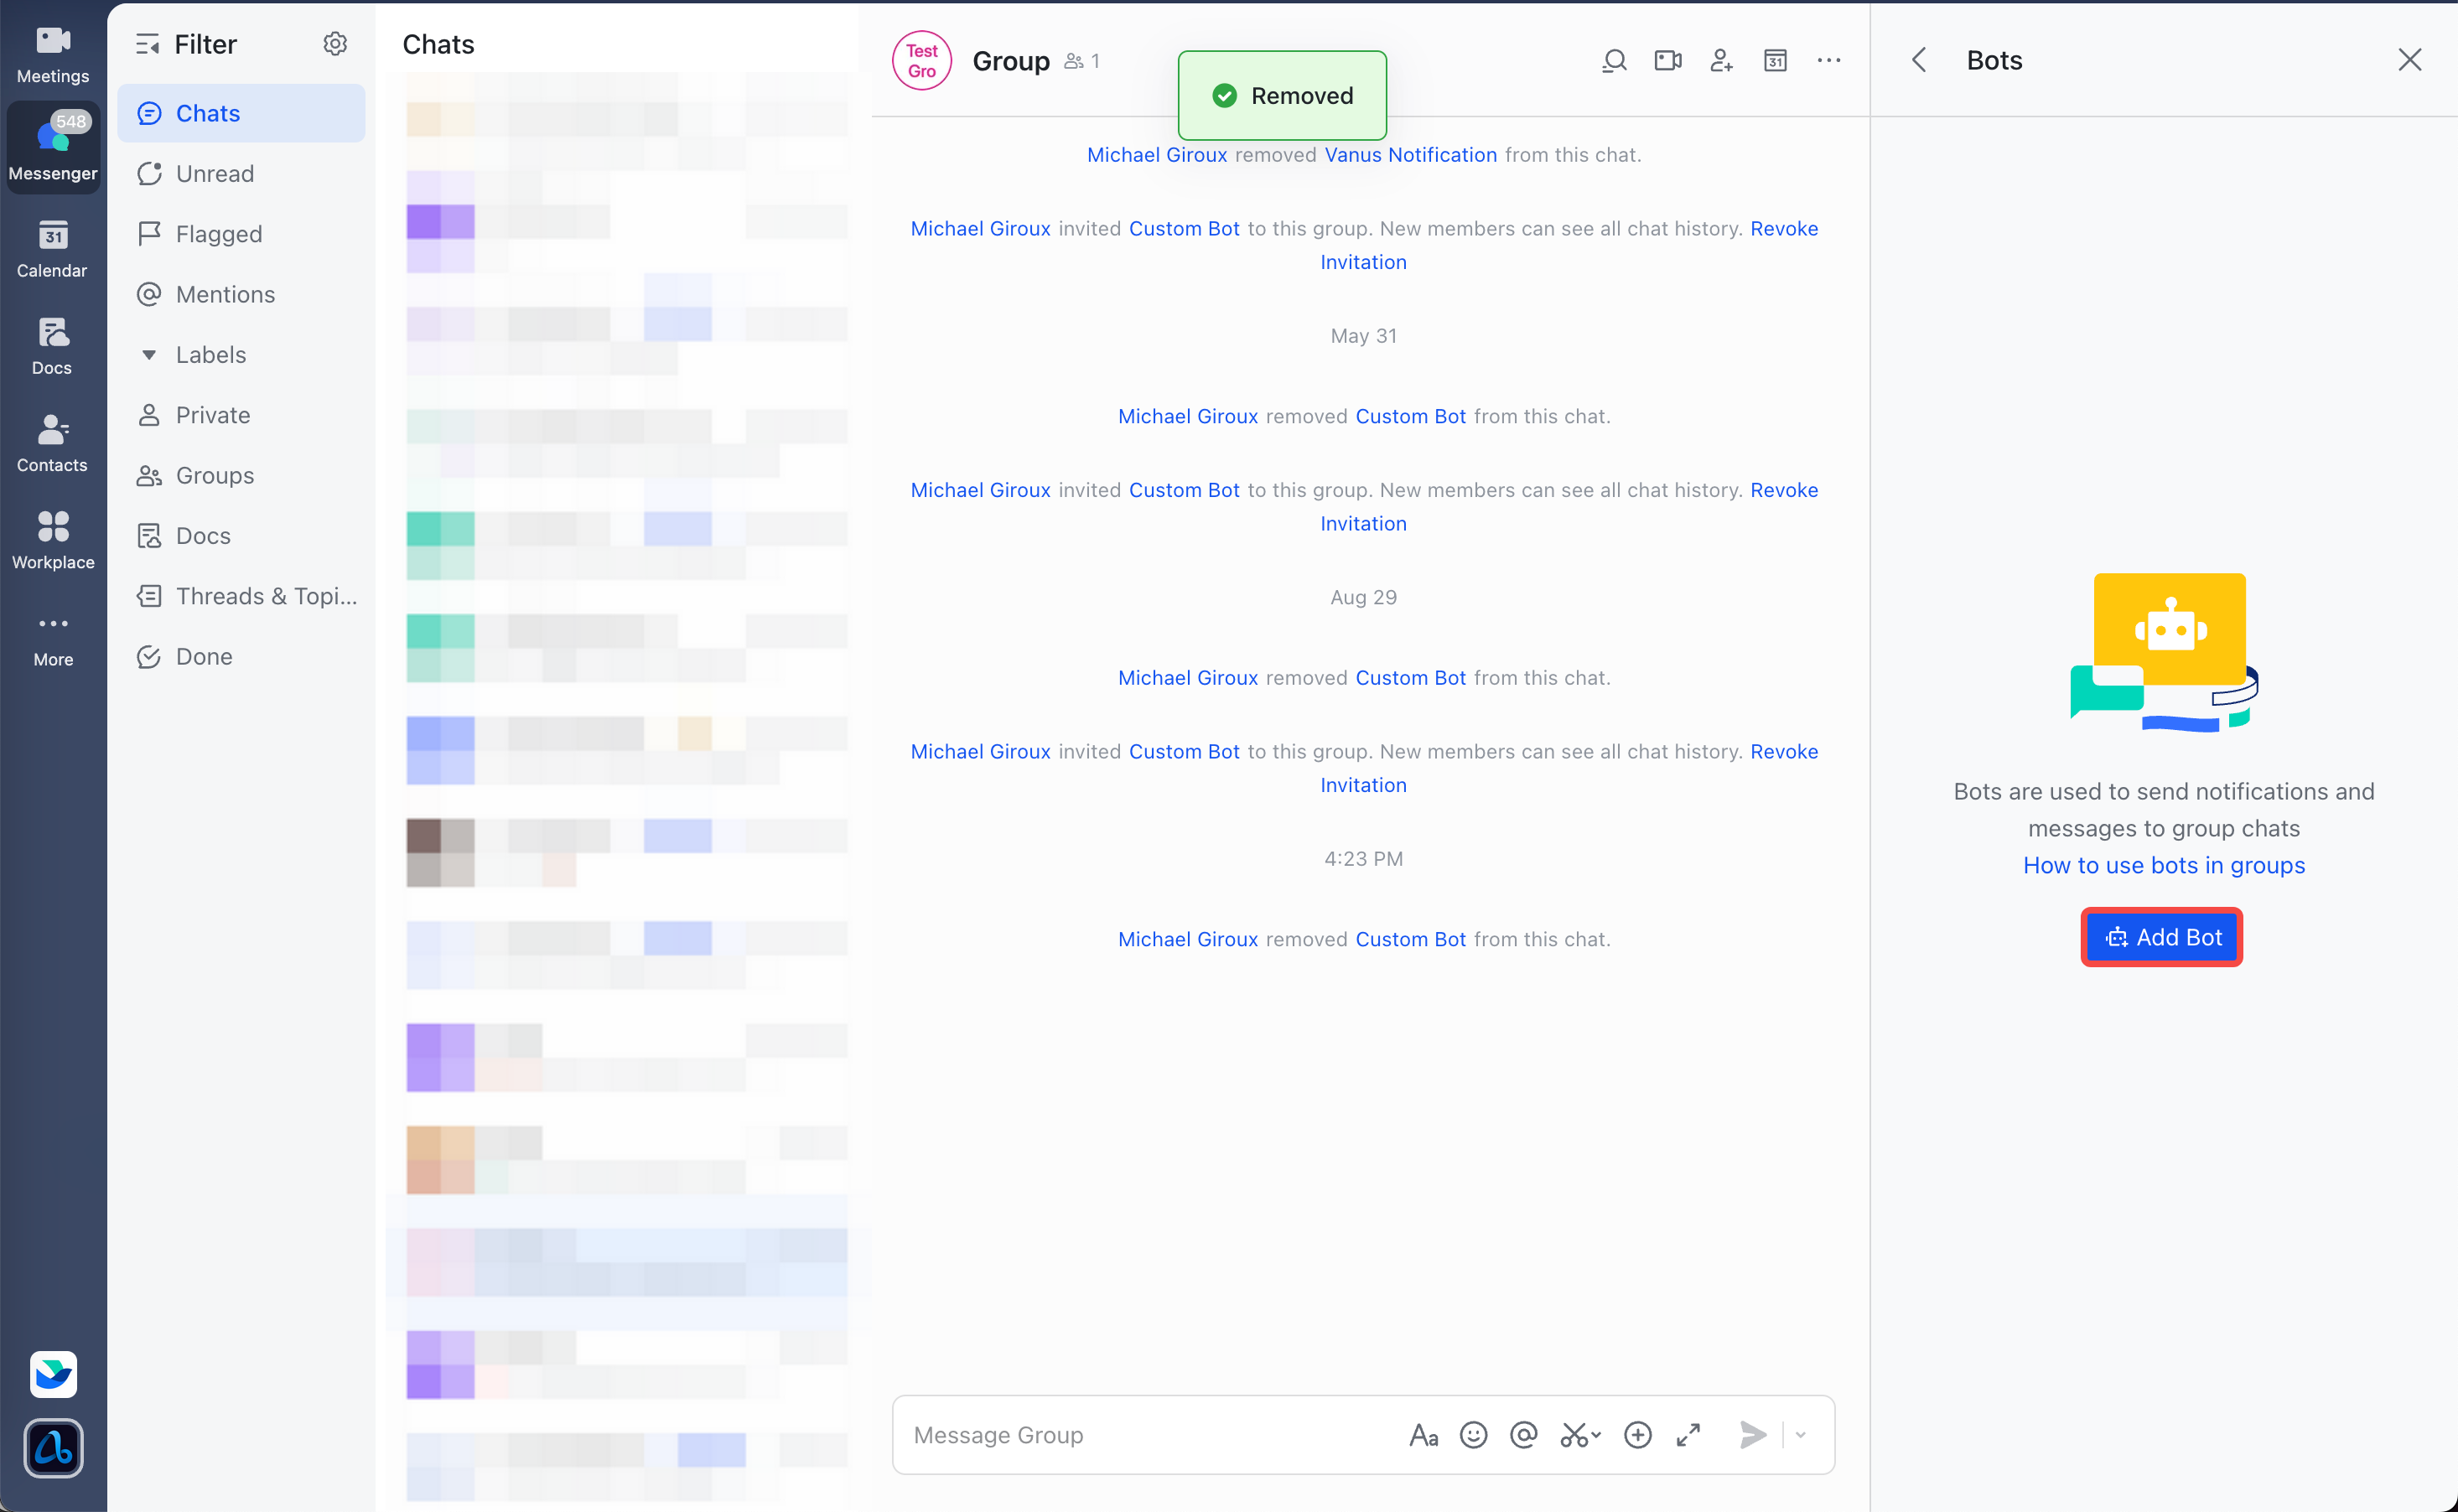 Meetings
548
Messenger
31
Calendar
Docs
Contacts
Workplace
More
Filter
Chats
Unread
Flagged
Mentions
Labels
Private
Groups
Docs
Threads & Topi...
Done
Chats
Test
Gro
Group 1
31
Removed
Michael Giroux removed Vanus Notification from this chat.
Michael Giroux invited Custom Bot to this group. New members can see all chat history. Revoke
Invitation
May 31
Michael Giroux removed Custom Bot from this chat.
Michael Giroux invited Custom Bot to this group. New members can see all chat history. Revoke
Invitation
Aug 29
Michael Giroux removed Custom Bot from this chat.
Michael Giroux invited Custom Bot to this group. New members can see all chat history. Revoke
Invitation
4:23 PM
Michael Giroux removed Custom Bot from this chat.
Message Group
Aa
Bots
Bots are used to send notifications and
messages to group chats
How to use bots in groups
Add Bot